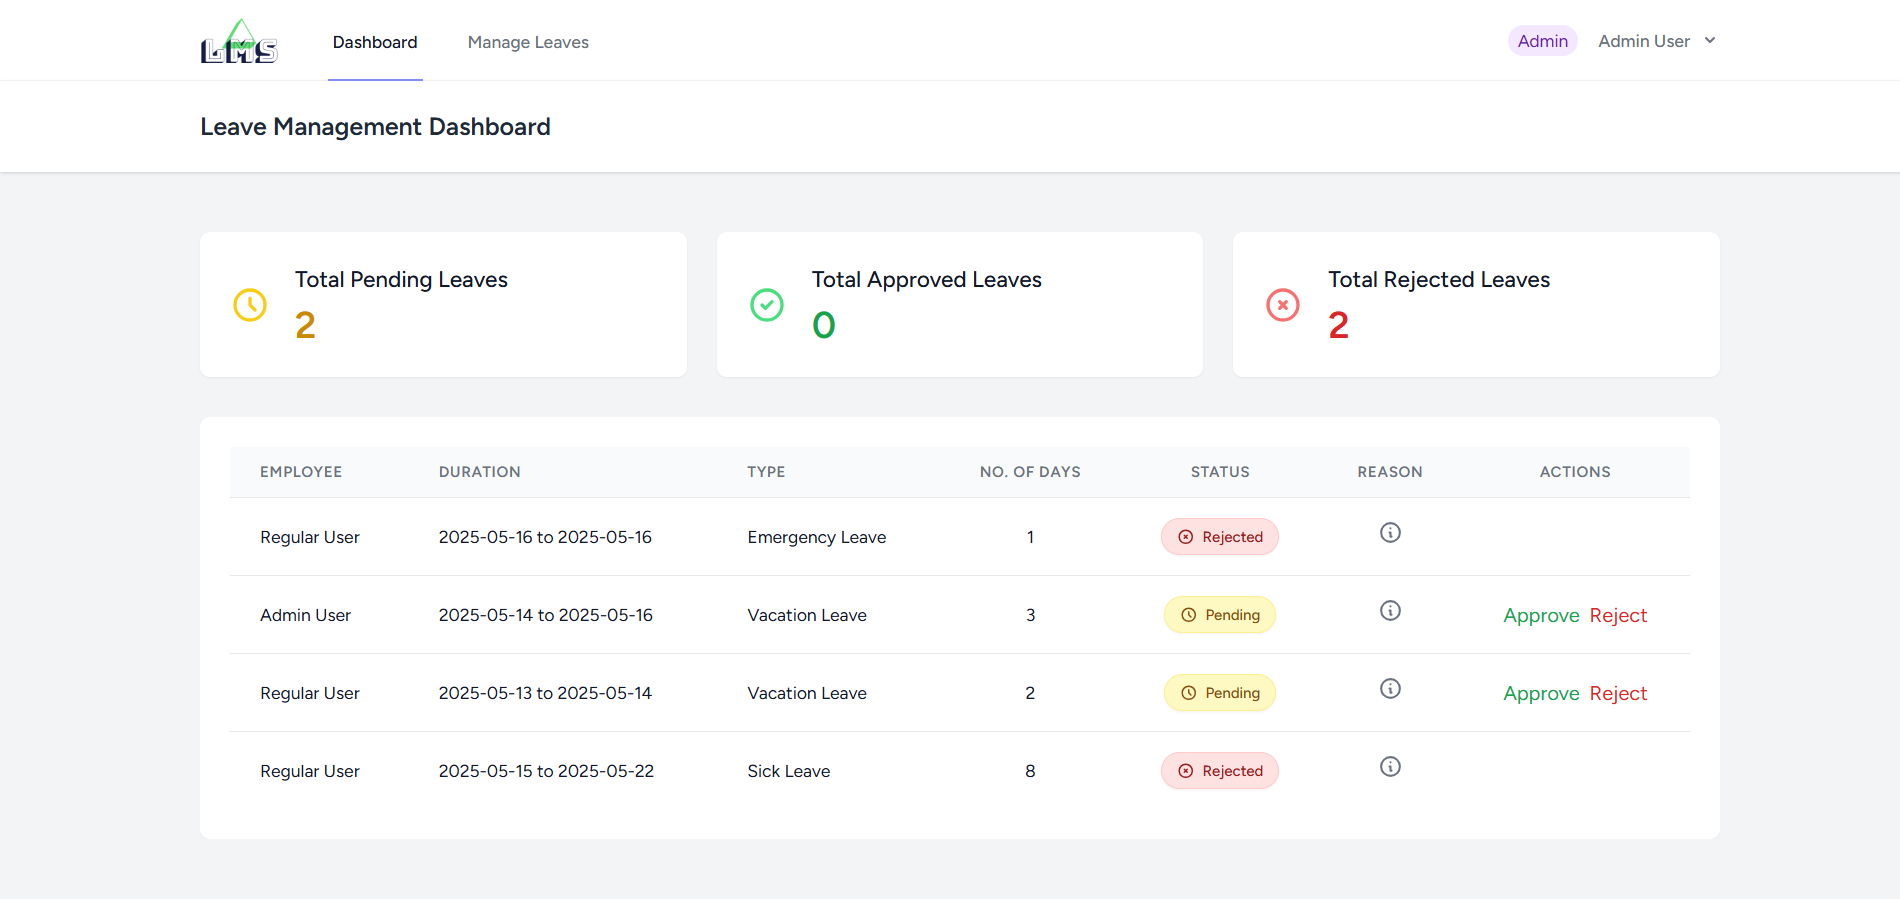 LMS Dashboard Manage Leaves Admin Admin User
Leave Management Dashboard
Total Pending Leaves
2
Total Approved Leaves
0
Total Rejected Leaves
2
EMPLOYEE DURATION TYPE NO. OF DAYS STATUS REASON ACTIONS
Regular User 2025-05-16 to 2025-05-16 Emergency Leave 1 Rejected
Admin User 2025-05-14 to 2025-05-16 Vacation Leave 3 Pending Approve Reject
Regular User 2025-05-13 to 2025-05-14 Vacation Leave 2 Pending Approve Reject
Regular User 2025-05-15 to 2025-05-22 Sick Leave 8 Rejected